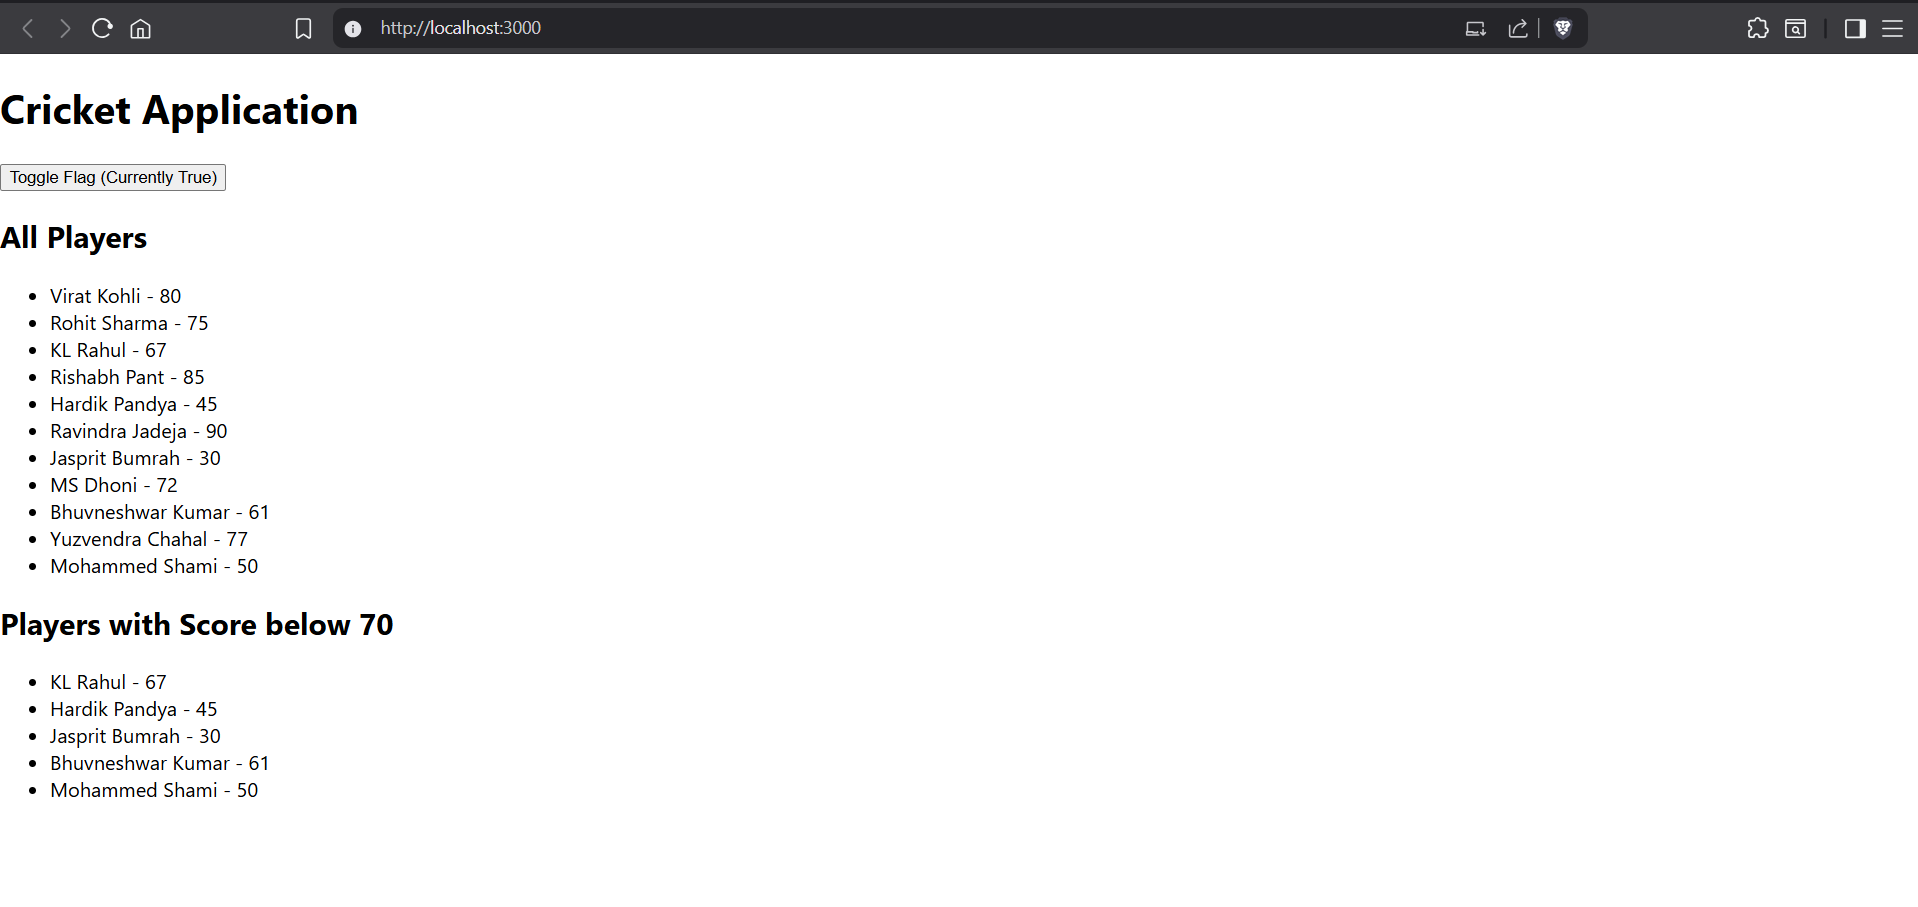 http://localhost:3000
Cricket Application
Toggle Flag (Currently True)
All Players
• Virat Kohli - 80
• Rohit Sharma - 75
• KL Rahul - 67
• Rishabh Pant - 85
• Hardik Pandya - 45
• Ravindra Jadeja - 90
• Jasprit Bumrah - 30
• MS Dhoni - 72
• Bhuvneshwar Kumar - 61
• Yuzvendra Chahal - 77
• Mohammed Shami - 50
Players with Score below 70
• KL Rahul - 67
• Hardik Pandya - 45
• Jasprit Bumrah - 30
• Bhuvneshwar Kumar - 61
• Mohammed Shami - 50